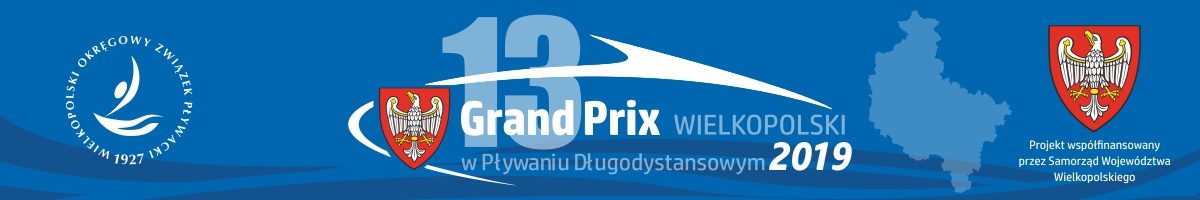 WIELKOPOLSKI OKRĘGOWY ZWIĄZEK PŁYWACKI
1927
13
Grand Prix WIELKOPOLSKI
w Pływaniu Długodystansowym 2019
Projekt współfinansowany
przez Samorząd Województwa
Wielkopolskiego